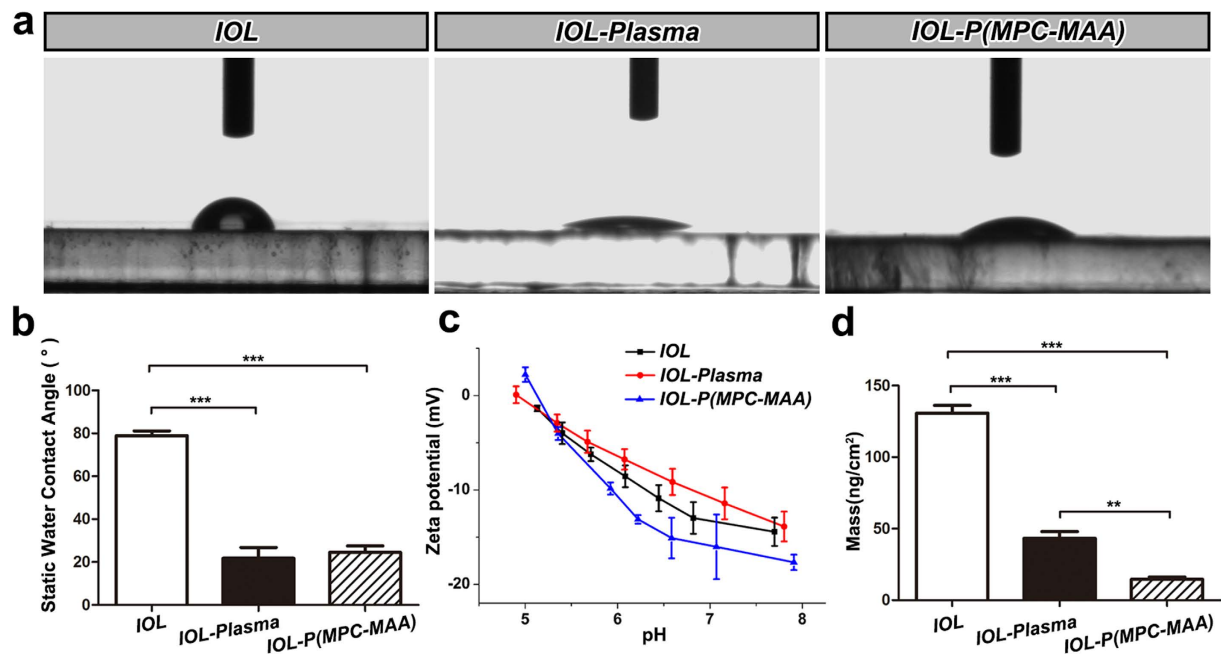 a
IOL
IOL-Plasma
IOL-P(MPC-MAA)
b
Static Water Contact Angle ( ° )
100
80
60
40
20
0
***
***
IOL
IOL-Plasma
IOL-P(MPC-MAA)
c
Zeta potential (mV)
0
-10
-20
IOL
IOL-Plasma
IOL-P(MPC-MAA)
5
6
7
8
pH
d
Mass(ng/cm²)
150
100
50
0
***
***
**
IOL
IOL-Plasma
IOL-P(MPC-MAA)